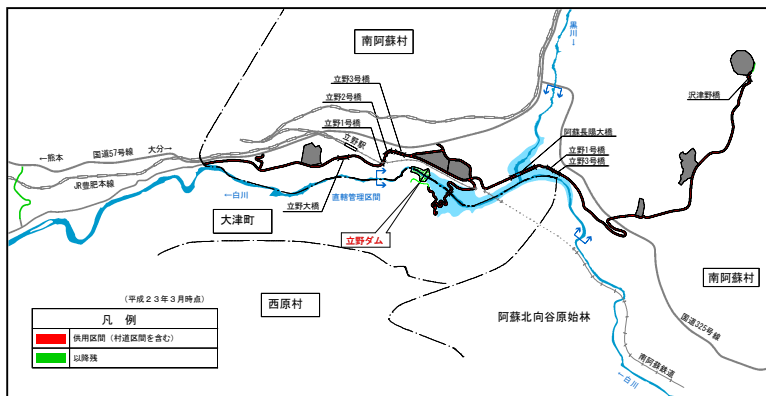 南阿蘇村
黒川→
立野3号橋
立野2号橋
立野1号橋
立野駅
沢津野橋
阿蘇長陽大橋
立野1号橋
立野3号橋
←熊本
国道57号線
大分→
JR豊肥本線
←白川
立野大橋
直轄管理区間
大津町
立野ダム
南阿蘇村
西原村
阿蘇北向谷原始林
国道325号線
南阿蘇鉄道
←白川
(平成23年3月時点)
凡 例
供用区間(村道区間を含む)
以降残